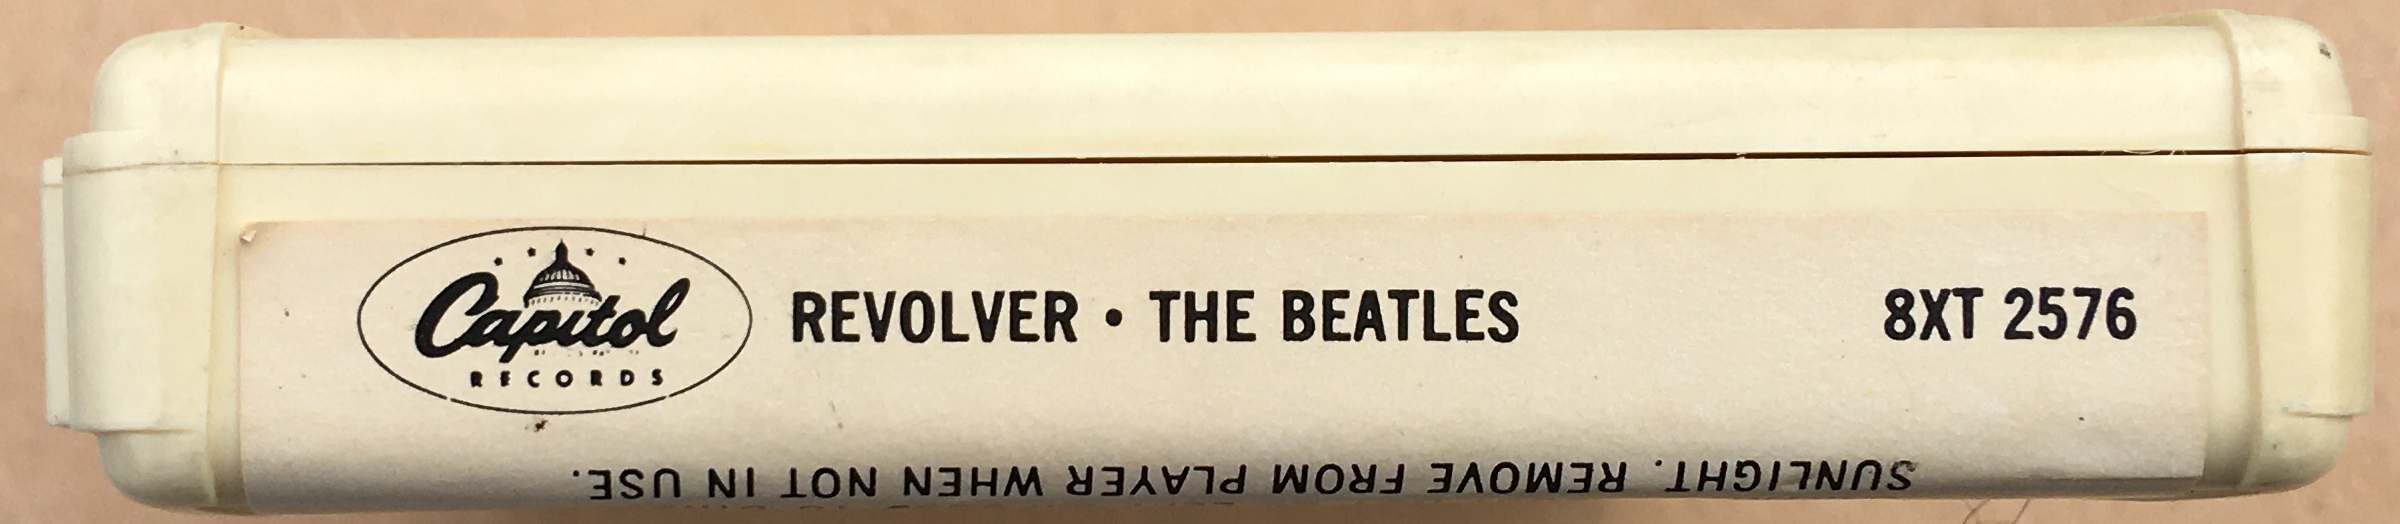 Capitol
RECORDS
REVOLVER • THE BEATLES
8XT 2576
SUNLIGHT. REMOVE FROM PLAYER WHEN NOT IN USE.